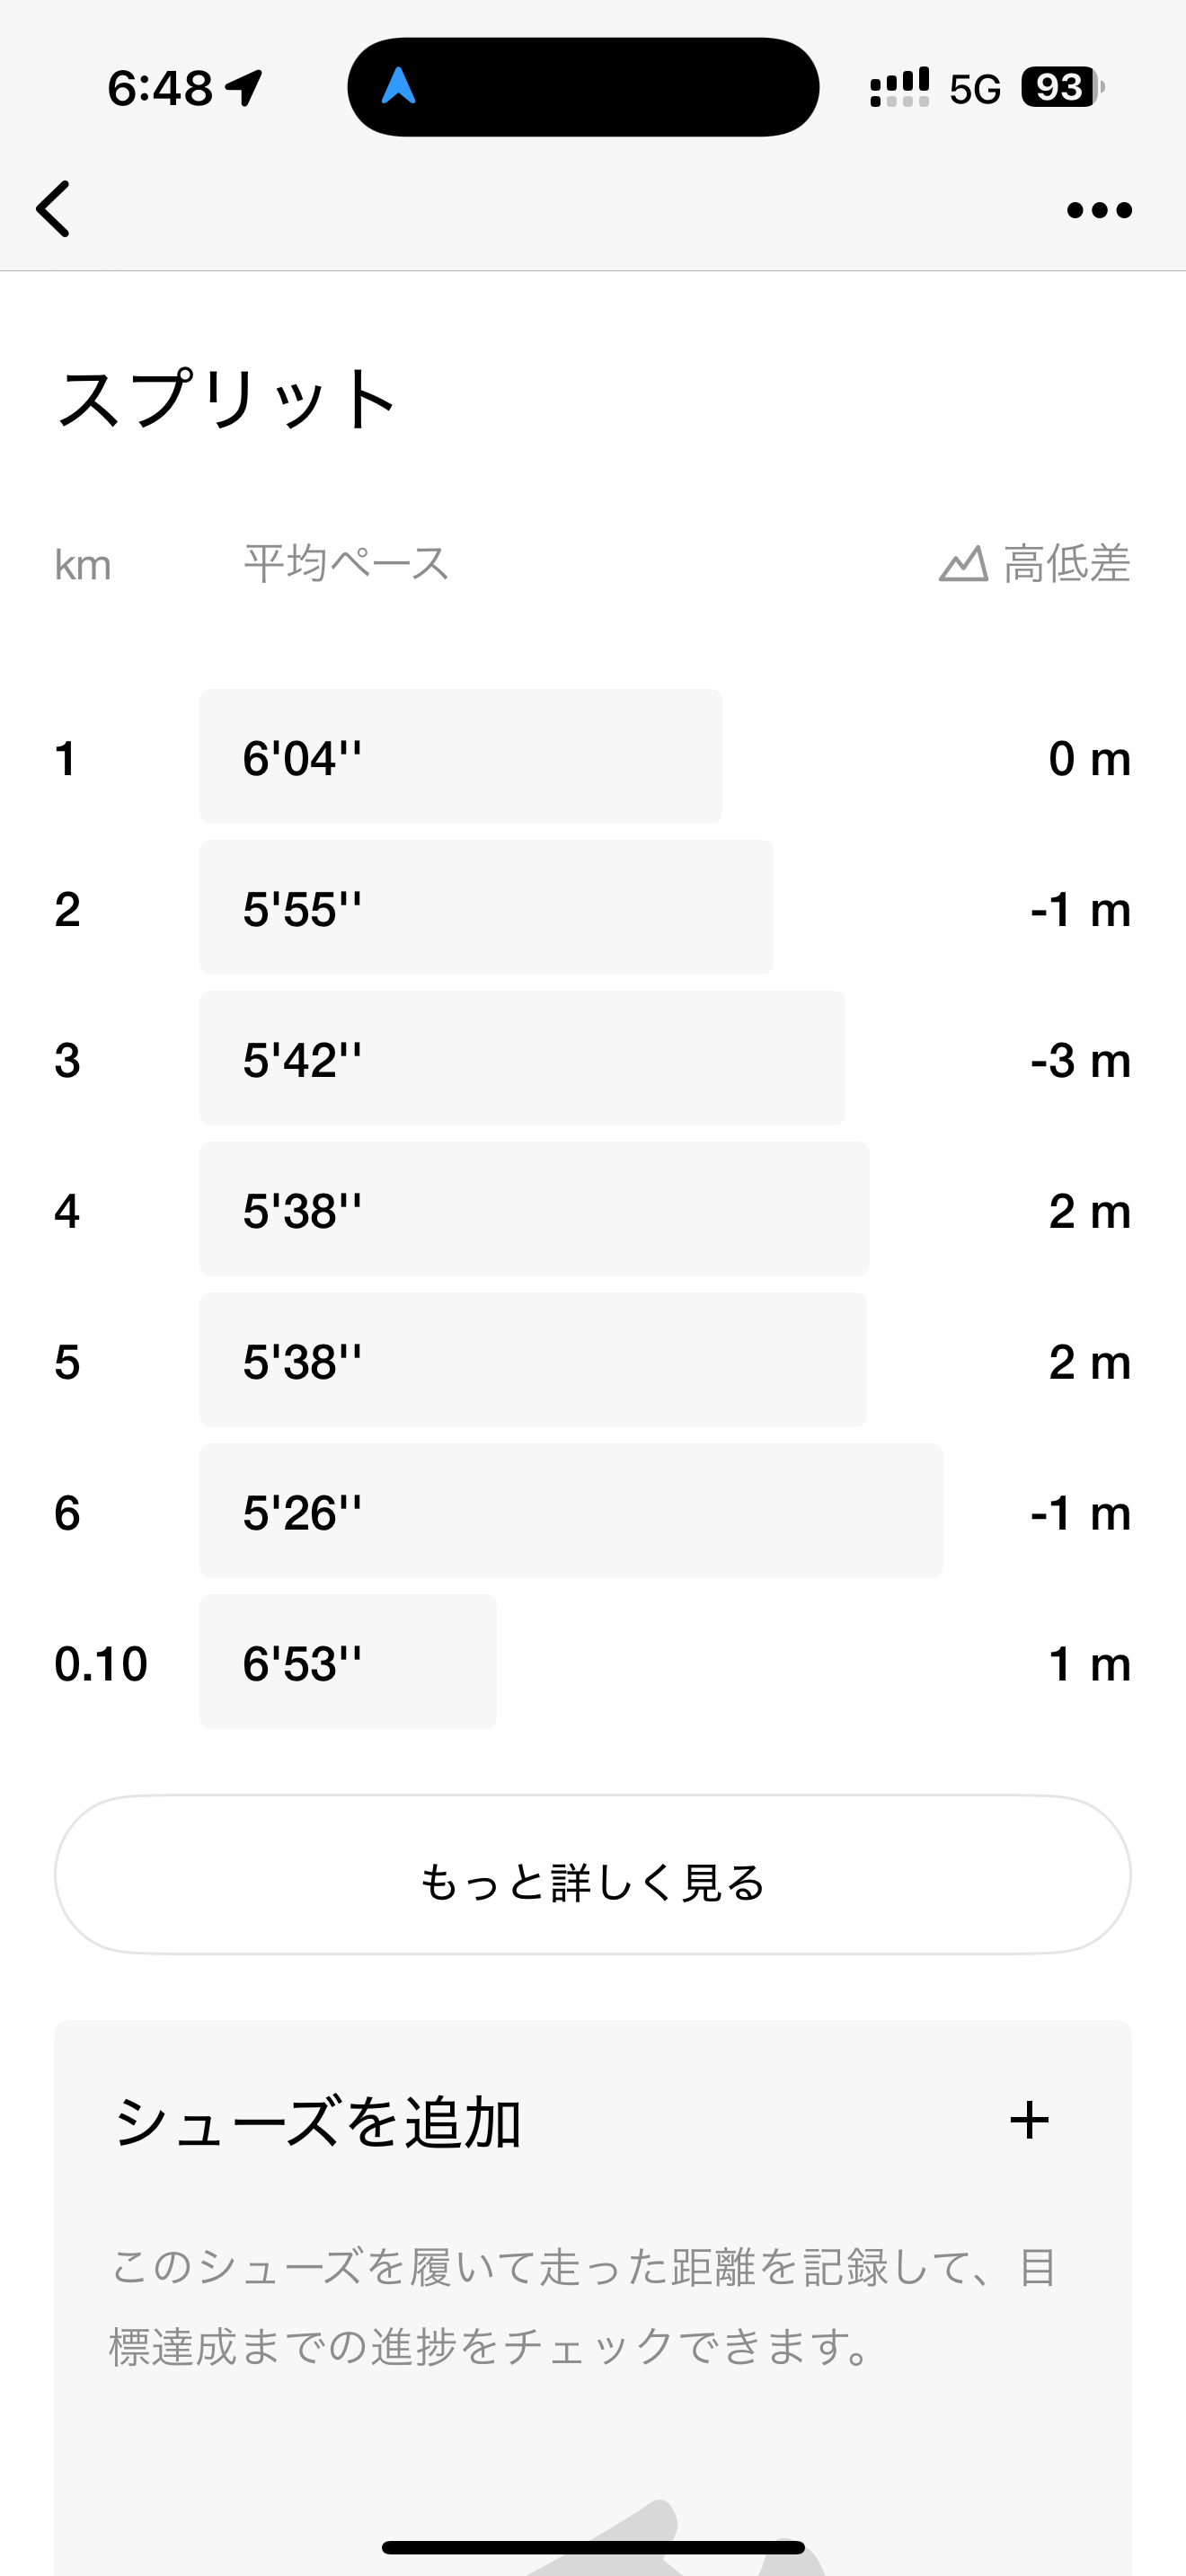 6:48 5G 93
スプリット
km 平均ペース 高低差
1 6'04'' 0 m
2 5'55'' -1 m
3 5'42'' -3 m
4 5'38'' 2 m
5 5'38'' 2 m
6 5'26'' -1 m
0.10 6'53'' 1 m
もっと詳しく見る
シューズを追加 +
このシューズを履いて走った距離を記録して、目
標達成までの進捗をチェックできます。